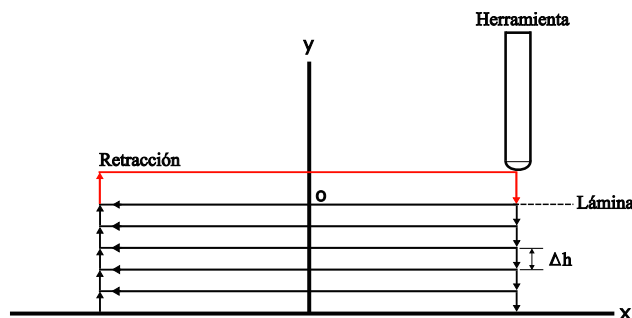 Herramienta
y
Retracción
o
Lámina
Δh
x